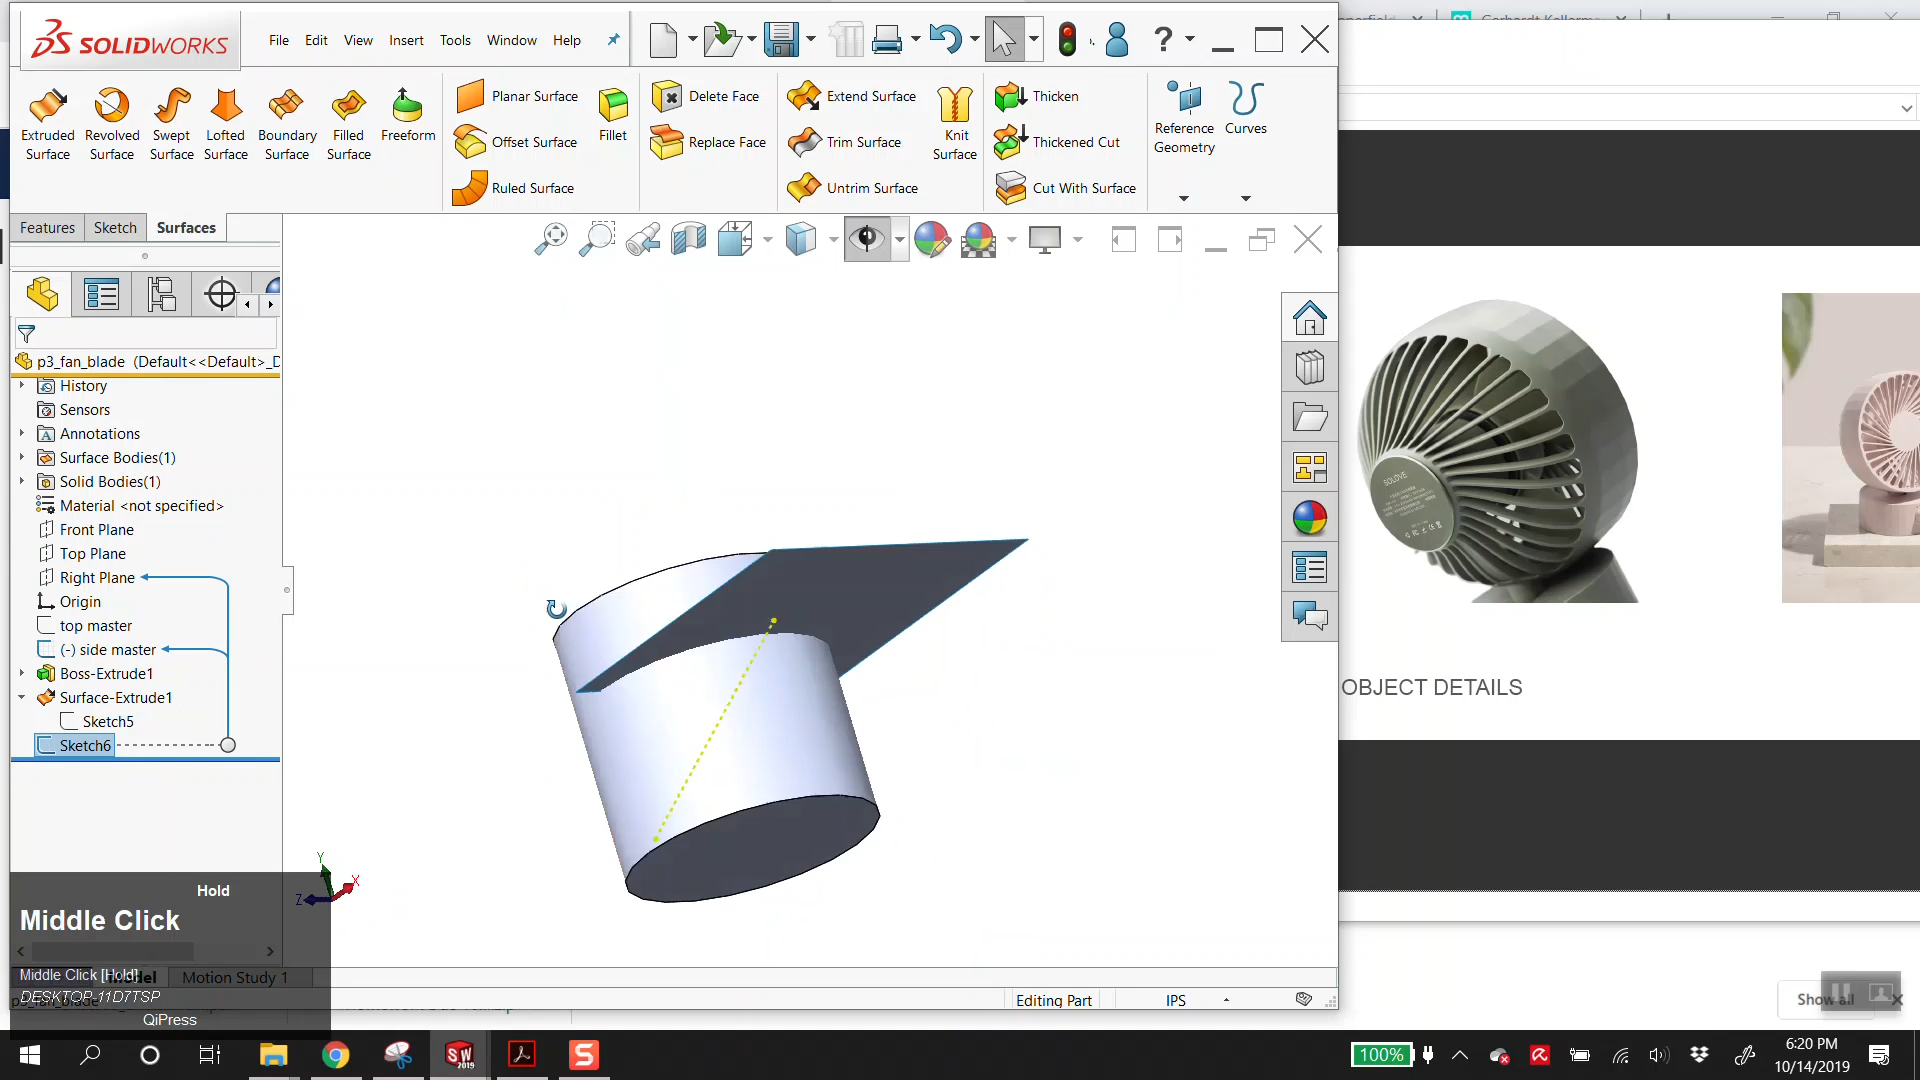 SOLIDWORKS
File Edit View Insert Tools Window Help
Extruded Surface
Revolved Surface
Swept Surface
Lofted Surface
Boundary Surface
Filled Surface
Freeform
Planar Surface
Offset Surface
Ruled Surface
Fillet
Delete Face
Replace Face
Extend Surface
Trim Surface
Untrim Surface
Knit Surface
Thicken
Thickened Cut
Cut With Surface
Reference Geometry
Curves
Features Sketch Surfaces
p3_fan_blade (Default<<Default>_D
History
Sensors
Annotations
Surface Bodies(1)
Solid Bodies(1)
Material <not specified>
Front Plane
Top Plane
Right Plane
Origin
top master
(-) side master
Boss-Extrude1
Surface-Extrude1
Sketch5
Sketch6
Y
X
Z
Hold
Middle Click
Middle Click [Hold]
DESKTOP-11D7TSP
QiPress
Motion Study 1
Editing Part
IPS
SOLOVE
OBJECT DETAILS
Show all
SW
2019
S
100%
6:20 PM
10/14/2019